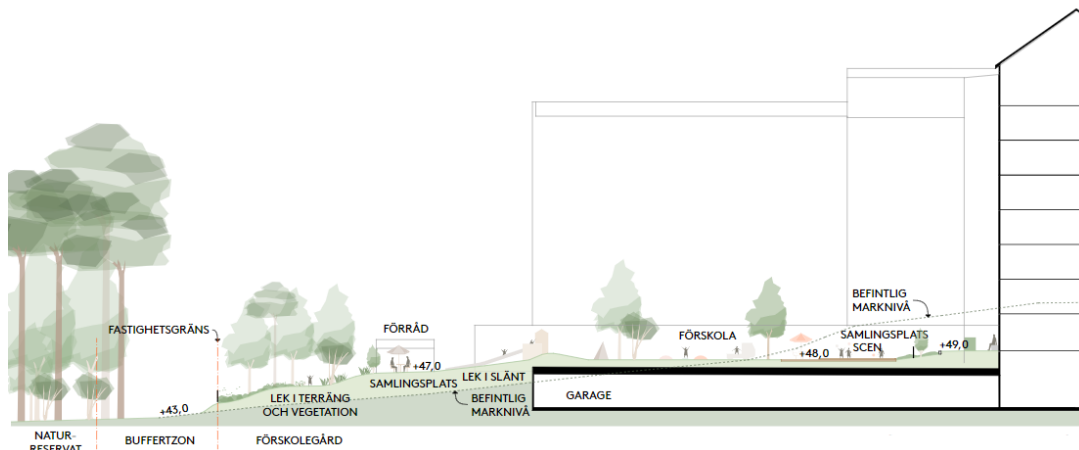 BEFINTLIG
MARKNIVÅ
FASTIGHETSGRÄNS
FÖRRÅD
FÖRSKOLA
SAMLINGSPLATS
SCEN
+49,0
+48,0
+47,0
LEK I SLÄNT
SAMLINGSPLATS
LEK I TERRÄNG
OCH VEGETATION
BEFINTLIG
MARKNIVÅ
GARAGE
+43,0
NATUR-
RESERVAT
BUFFERTZON
FÖRSKOLEGÅRD